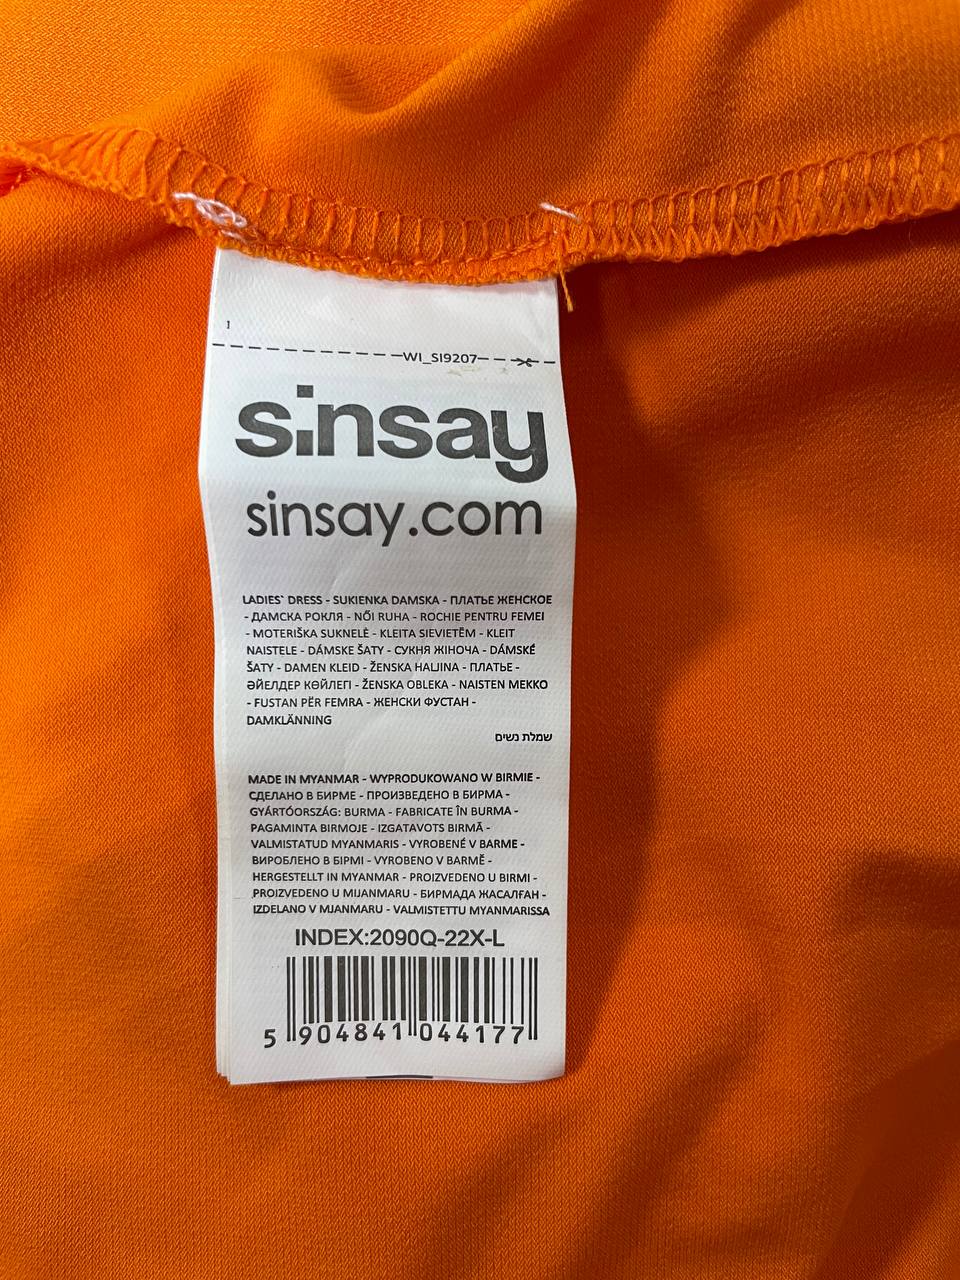 1
WI_SI9207
sinsay
sinsay.com
LADIES` DRESS - SUKIENKA DAMSKA - ПЛАТЬЕ ЖЕНСКОЕ
- ДАМСКА РОКЛЯ - NŐI RUHA - ROCHIE PENTRU FEMEI
- MOTERIŠKA SUKNELĖ - KLEITA SIEVIETĒM - KLEIT
NAISTELE - DÁMSKE ŠATY - СУКНЯ ЖІНОЧА - DÁMSKÉ
ŠATY - DAMEN KLEID - ŽENSKA HALJINA - ПЛАТЬЕ -
ӘЙЕЛДЕР КӨЙЛЕГІ - ŽENSKA OBLEKA - NAISTEN MEKKO
- FUSTAN PËR FEMRA - ЖЕНСКИ ФУСТАН -
DAMKLÄNNING
שמלת נשים
MADE IN MYANMAR - WYPRODUKOWANO W BIRMIE -
СДЕЛАНО В БИРМЕ - ПРОИЗВЕДЕНО В БИРМА -
GYÁRTÓORSZÁG: BURMA - FABRICATE ÎN BURMA -
PAGAMINTA BIRMOJE - IZGATAVOTS BIRMĀ -
VALMISTATUD MYANMARIS - VYROBENÉ V BARME -
ВИРОБЛЕНО В БІРМІ - VYROBENO V BARMĚ -
HERGESTELLT IN MYANMAR - PROIZVEDENO U BIRMI -
PROIZVEDENO U MIJANMARU - БИРМАДА ЖАСАЛҒАН -
IZDELANO V MJANMARU - VALMISTETTU MYANMARISSA
INDEX:2090Q-22X-L
5 904841 044177